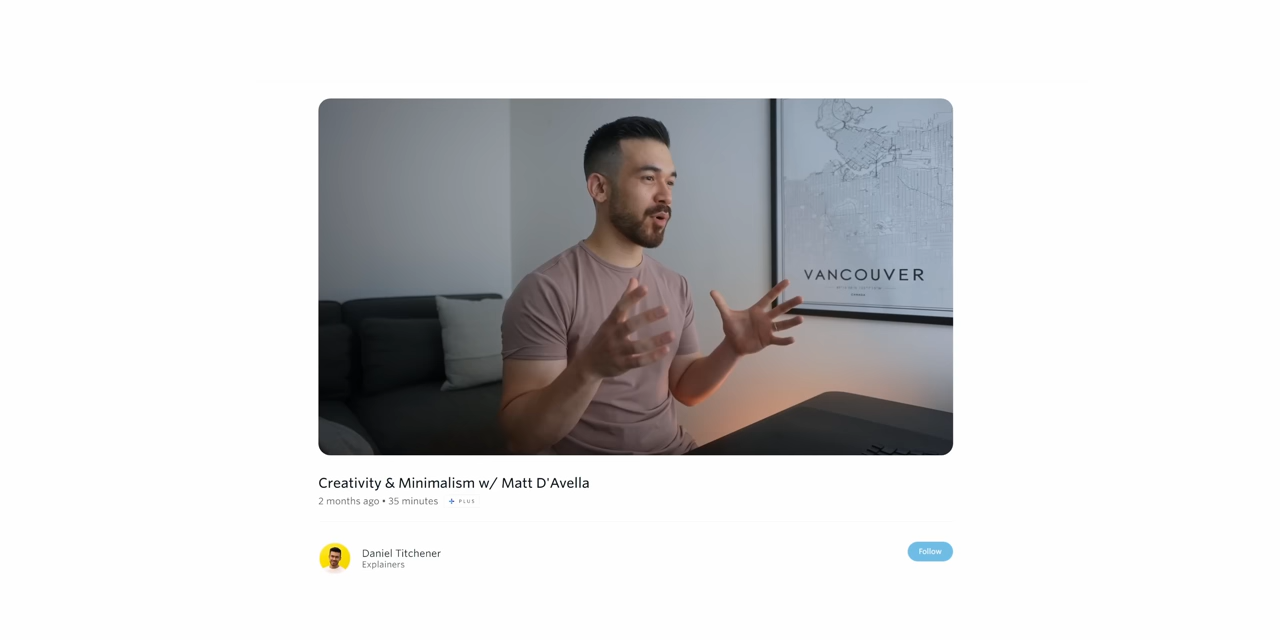 VANCOUVER
Creativity & Minimalism w/ Matt D'Avella
2 months ago • 35 minutes + PLUS
Daniel Titchener
Follow
Explainers